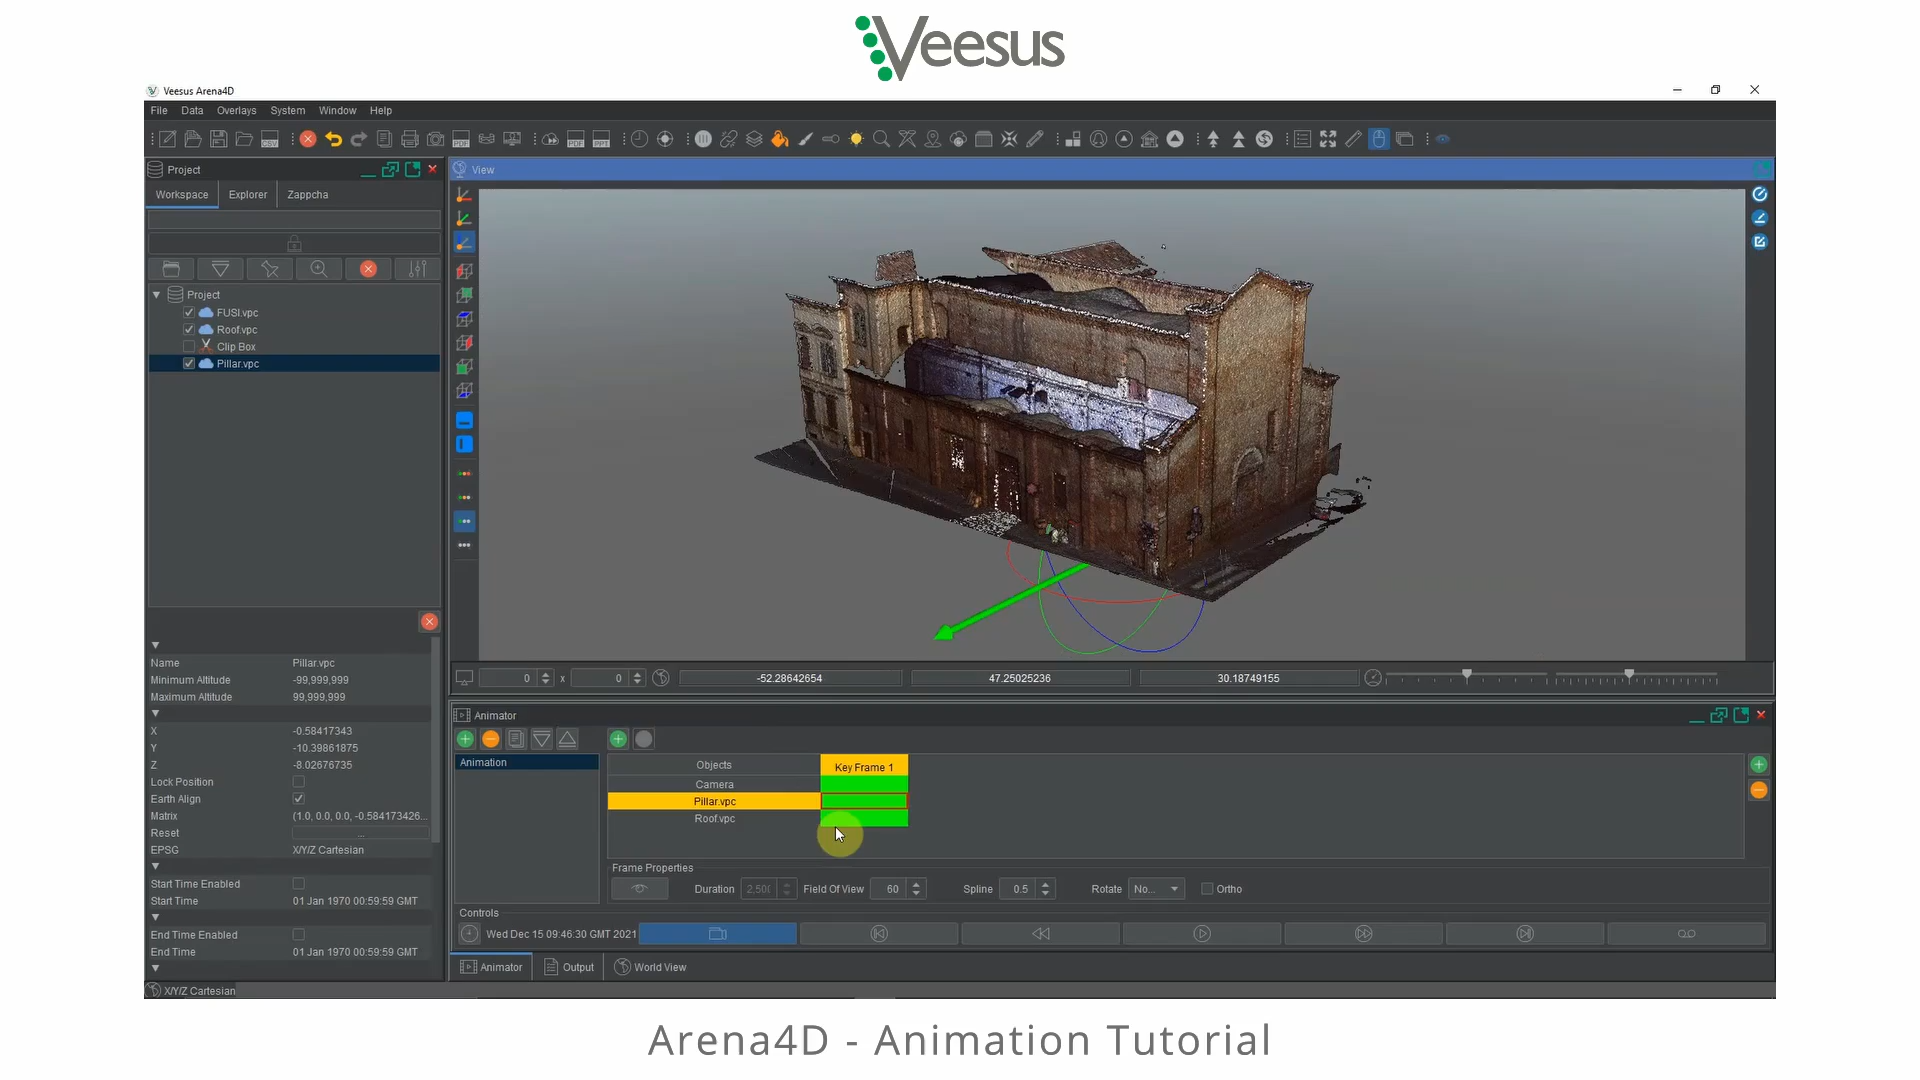 Veesus
Veesus Arena4D
File Data Overlays System Window Help
Project
View
Workspace Explorer Zappcha
Project
FUSI.vpc
Roof.vpc
Clip Box
Pillar.vpc
Name Pillar.vpc
Minimum Altitude -99,999,999
Maximum Altitude 99,999,999
X -0.58417343
Y -10.39861875
Z -8.02676735
Lock Position
Earth Align
Matrix (1.0, 0.0, 0.0, -0.584173426...
Reset ...
EPSG X/Y/Z Cartesian
Start Time Enabled
Start Time 01 Jan 1970 00:59:59 GMT
End Time Enabled
End Time 01 Jan 1970 00:59:59 GMT
X/Y/Z Cartesian
0 x 0 -52.28642654 47.25025236 30.18749155
Animator
Animation
Objects Key Frame 1
Camera
Pillar.vpc
Roof.vpc
Frame Properties
Duration 2,500 Field Of View 60 Spline 0.5 Rotate No... Ortho
Controls
Wed Dec 15 09:46:30 GMT 2021
Animator Output World View
Arena4D - Animation Tutorial